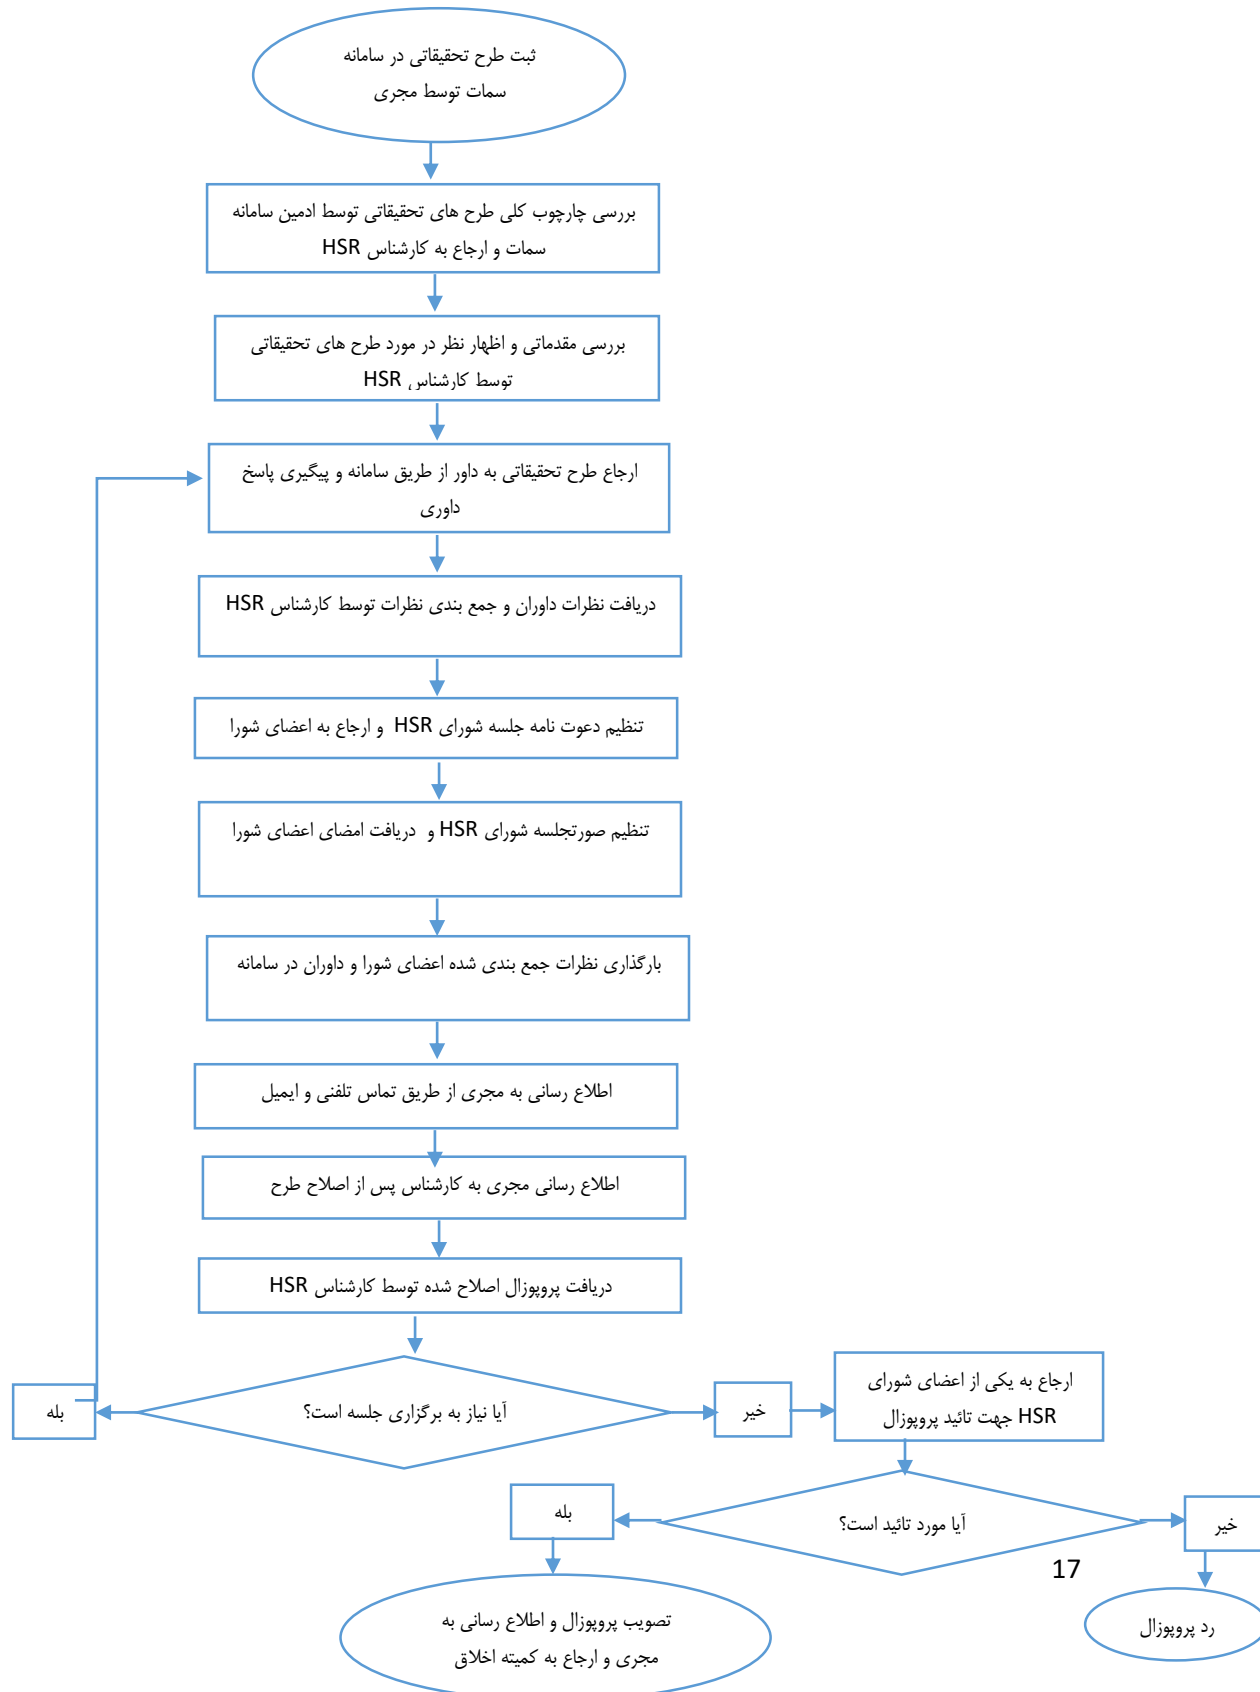 ثبت طرح تحقیقاتی در سامانه
سمات توسط مجری
بررسی چارچوب کلی طرح های تحقیقاتی توسط ادمین سامانه
سمات و ارجاع به کارشناس HSR
بررسی مقدماتی و اظهار نظر در مورد طرح های تحقیقاتی
توسط کارشناس HSR
ارجاع طرح تحقیقاتی به داور از طریق سامانه و پیگیری پاسخ
داوری
دریافت نظرات داوران و جمع بندی نظرات توسط کارشناس HSR
تنظیم دعوت نامه جلسه شورای HSR و ارجاع به اعضای شورا
تنظیم صورتجلسه شورای HSR و دریافت امضای اعضای شورا
بارگذاری نظرات جمع بندی شده اعضای شورا و داوران در سامانه
اطلاع رسانی به مجری از طریق تماس تلفنی و ایمیل
اطلاع رسانی مجری به کارشناس پس از اصلاح طرح
دریافت پروپوزال اصلاح شده توسط کارشناس HSR
ارجاع به یکی از اعضای شورای
HSR جهت تائید پروپوزال
خیر
آیا نیاز به برگزاری جلسه است؟
بله
خیر
آیا مورد تائید است؟
بله
17
رد پروپوزال
تصویب پروپوزال و اطلاع رسانی به
مجری و ارجاع به کمیته اخلاق